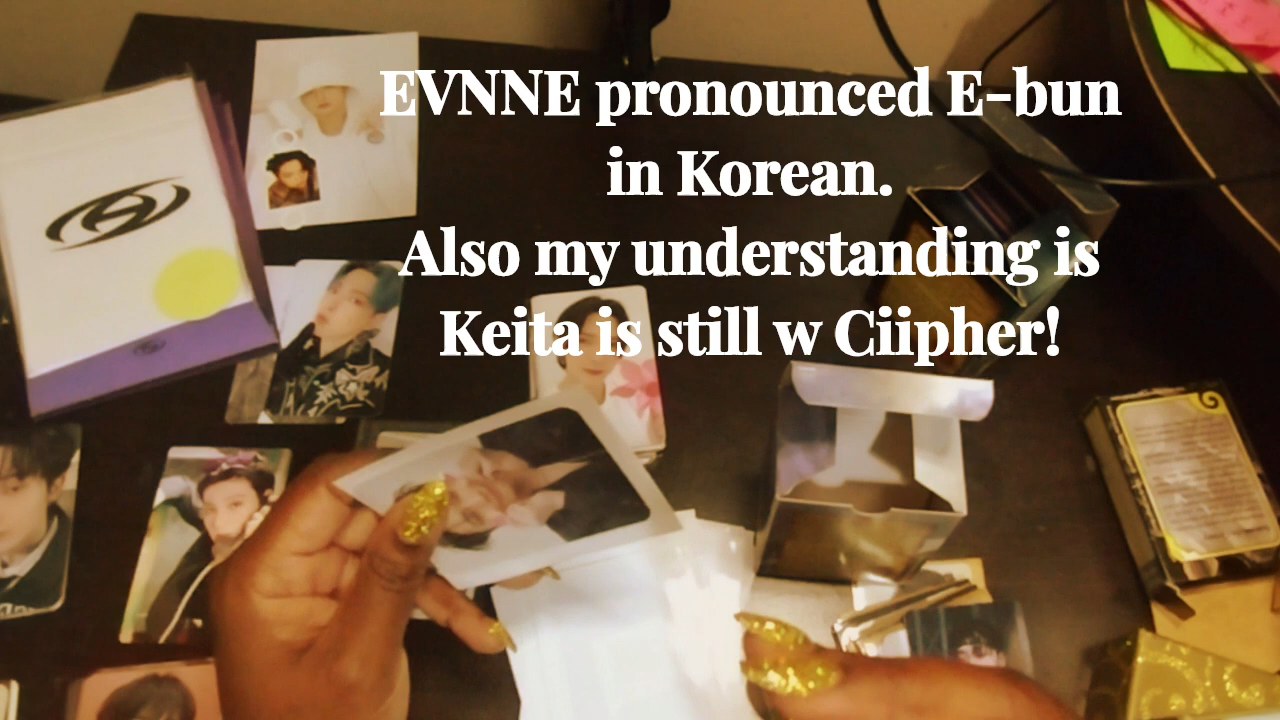 EVNNE pronounced E-bun
in Korean.
Also my understanding is
Keita is still w Ciipher!